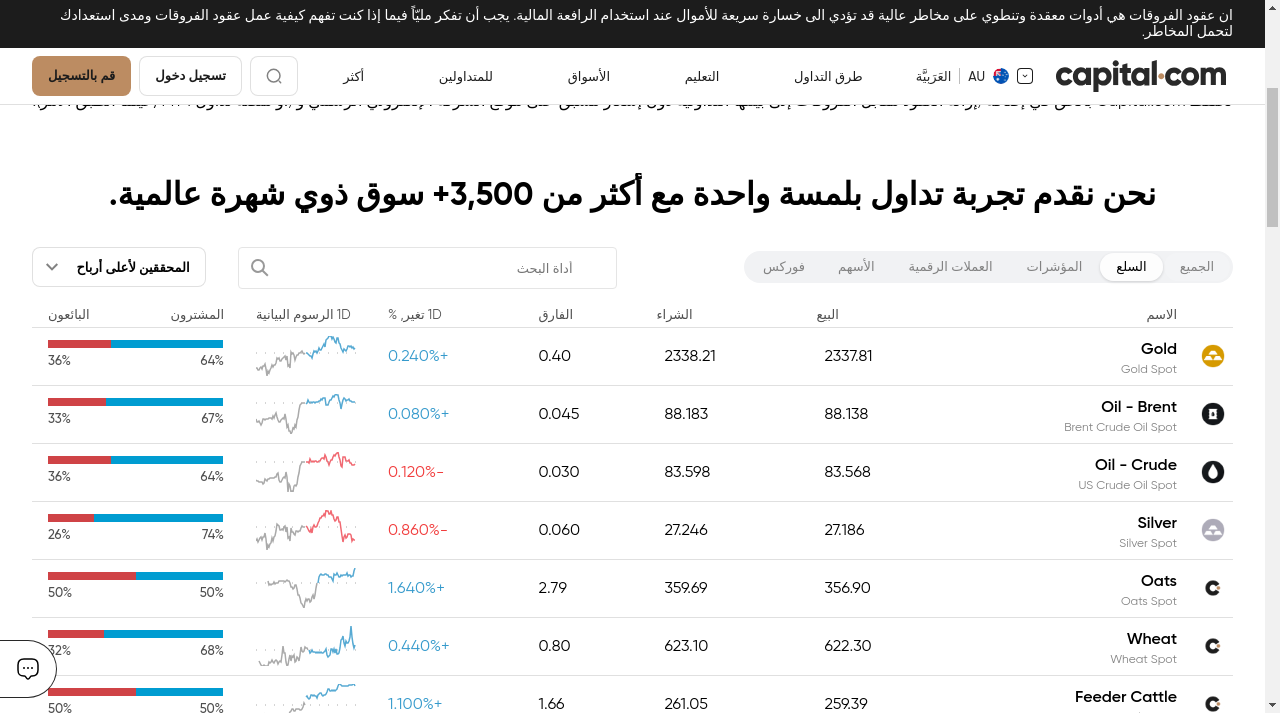 ان عقود الفروقات هي أدوات معقدة وتنطوي على مخاطر عالية قد تؤدي الى خسارة سريعة للأموال عند استخدام الرافعة المالية. يجب أن تفكر مليّاً فيما إذا كنت تفهم كيفية عمل عقود الفروقات ومدى استعدادك
لتحمل المخاطر.
capital.com
AU
العَرَبيَّة
طرق التداول
التعليم
الأسواق
للمتداولين
أكثر
تسجيل دخول
قم بالتسجيل
نحن نقدم تجربة تداول بلمسة واحدة مع أكثر من 3,500+ سوق ذوي شهرة عالمية.
الجميع
السلع
المؤشرات
العملات الرقمية
الأسهم
فوركس
أداة البحث
المحققين لأعلى أرباح
الاسم البيع الشراء الفارق 1D تغير, % 1D الرسوم البيانية المشترون البائعون
Gold 2337.81 2338.21 0.40 0.240%+ 64% 36%
Gold Spot
Oil - Brent 88.138 88.183 0.045 0.080%+ 67% 33%
Brent Crude Oil Spot
Oil - Crude 83.568 83.598 0.030 0.120%- 64% 36%
US Crude Oil Spot
Silver 27.186 27.246 0.060 0.860%- 74% 26%
Silver Spot
Oats 356.90 359.69 2.79 1.640%+ 50% 50%
Oats Spot
Wheat 622.30 623.10 0.80 0.440%+ 68% 32%
Wheat Spot
Feeder Cattle 259.39 261.05 1.66 1.100%+ 50% 50%